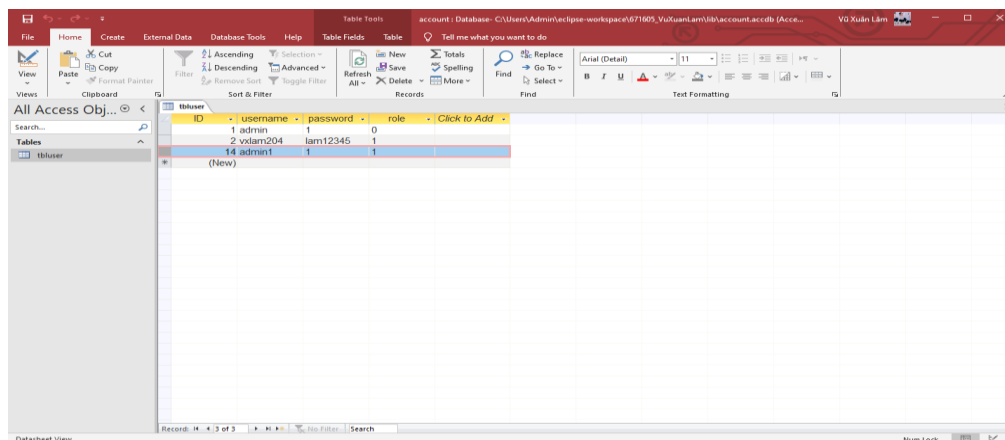 Table Tools account : Database- C:\Users\Admin\eclipse-workspace\671605_VuXuanLam\lib\account.accdb (Acce... Vũ Xuân Lâm
File Home Create External Data Database Tools Help Table Fields Table Tell me what you want to do
View
Views
Paste
Cut
Copy
Format Painter
Clipboard
Filter
Ascending
Descending
Remove Sort
Selection
Advanced
Toggle Filter
Sort & Filter
Refresh
All
New
Save
Delete
Totals
Spelling
More
Records
Find
Replace
Go To
Select
Find
Arial (Detail) 11
B I U A
Text Formatting
All Access Obj...
Search...
Tables
tbluser
tbluser
ID username password role Click to Add
1 admin 1 0
2 vxlam204 lam12345 1
14 admin1 1 1
* (New)
Record: 3 of 3 No Filter Search
Datasheet View Num Lock